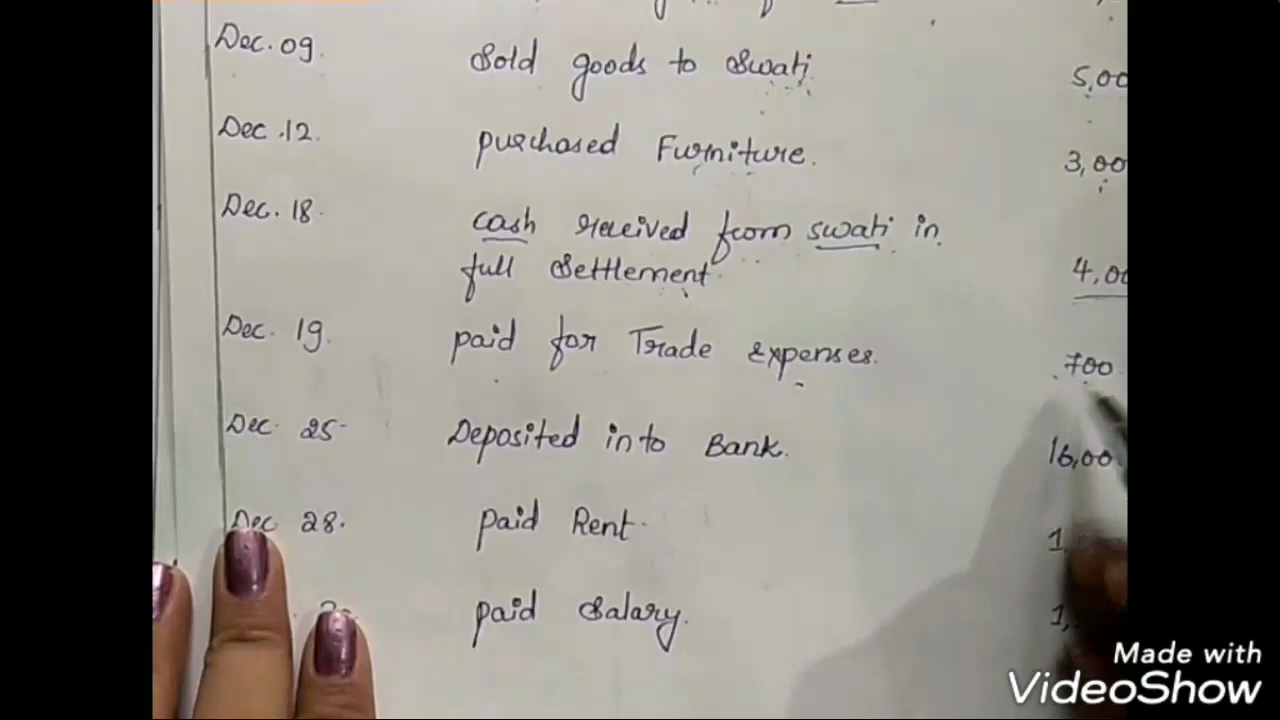 Dec. 09. Sold goods to Swati 5,00
Dec. 12. purchased Furniture. 3,00
Dec. 18. cash received from swati in
full Settlement 4,00
Dec. 19. paid for Trade expenses. 700
Dec. 25. Deposited in to Bank. 16,00
Dec 28. paid Rent. 1,
paid Salary. 1,
Made with
VideoShow